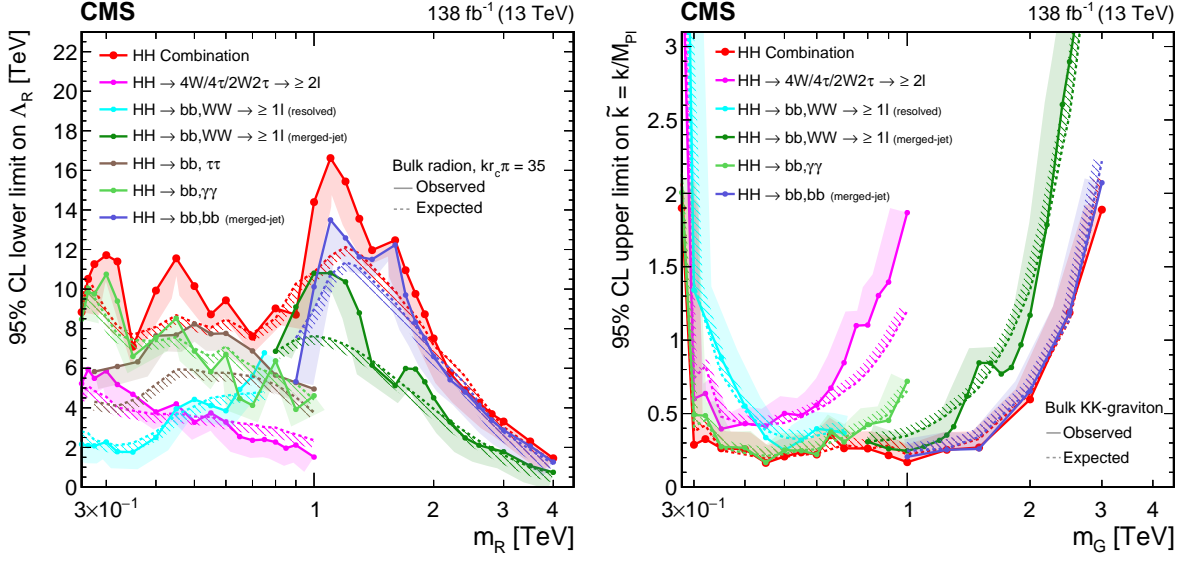 CMS 138 fb⁻¹ (13 TeV)
95% CL lower limit on Λ_R [TeV]
22
20
18
16
14
12
10
8
6
4
2
0
HH Combination
HH → 4W/4τ/2W2τ → ≥ 2l
HH → bb,WW → ≥ 1l (resolved)
HH → bb,WW → ≥ 1l (merged-jet)
HH → bb, ττ
HH → bb,γγ
HH → bb,bb (merged-jet)
Bulk radion, kr_cπ = 35
Observed
Expected
3×10⁻¹ 1 2 3 4
m_R [TeV]
CMS 138 fb⁻¹ (13 TeV)
95% CL upper limit on k̃ = k/M_Pl
3
2.5
2
1.5
1
0.5
0
HH Combination
HH → 4W/4τ/2W2τ → ≥ 2l
HH → bb,WW → ≥ 1l (resolved)
HH → bb,WW → ≥ 1l (merged-jet)
HH → bb,γγ
HH → bb,bb (merged-jet)
Bulk KK-graviton
Observed
Expected
3×10⁻¹ 1 2 3 4
m_G [TeV]